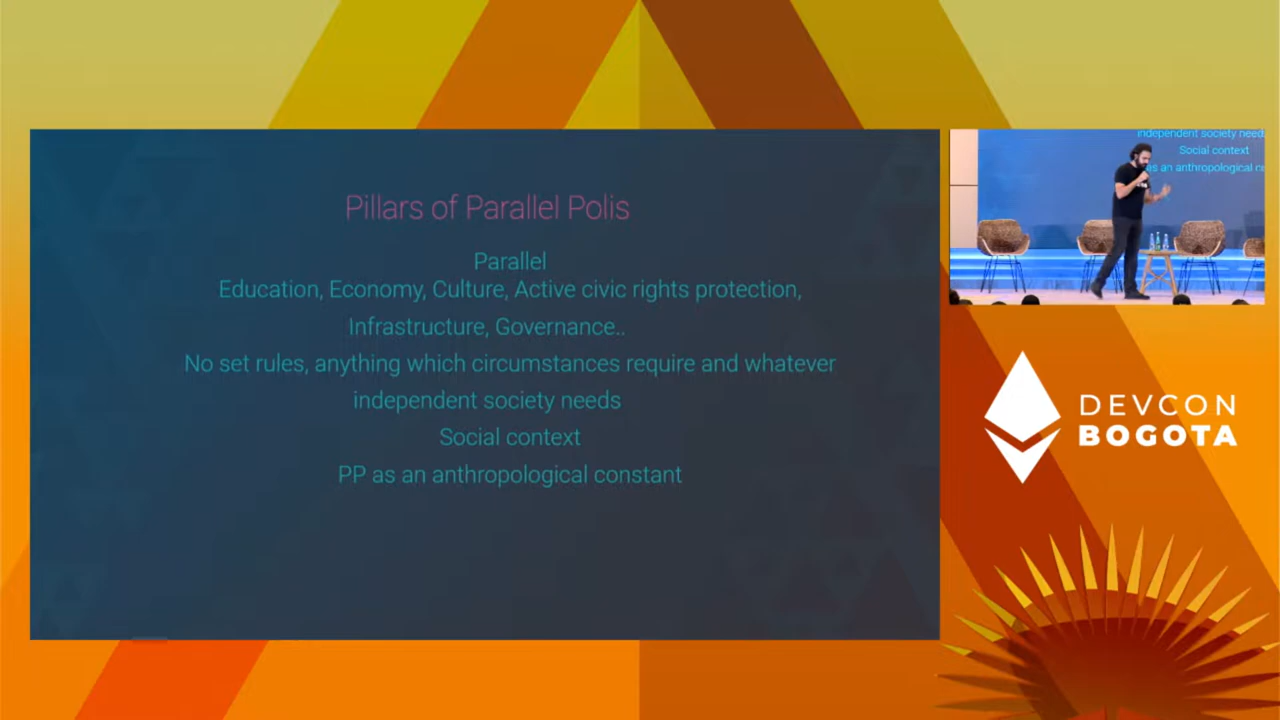 Pillars of Parallel Polis
Parallel
Education, Economy, Culture, Active civic rights protection,
Infrastructure, Governance..
No set rules, anything which circumstances require and whatever
independent society needs
Social context
PP as an anthropological constant
independent society need
Social context
as an anthropological c
DEVCON
BOGOTA